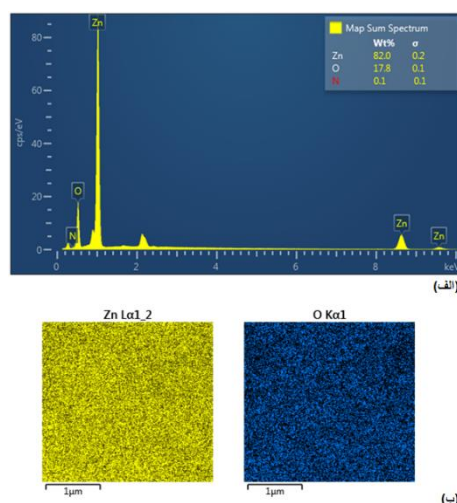 Map Sum Spectrum
Wt% σ
Zn 82.0 0.2
O 17.8 0.1
N 0.1 0.1
Zn
80
60
cps/eV
40
20
0
O
N
Zn
Zn
0 2 4 6 8 keV
(الف)
Zn Lα1_2 O Kα1
1μm 1μm
(ب)